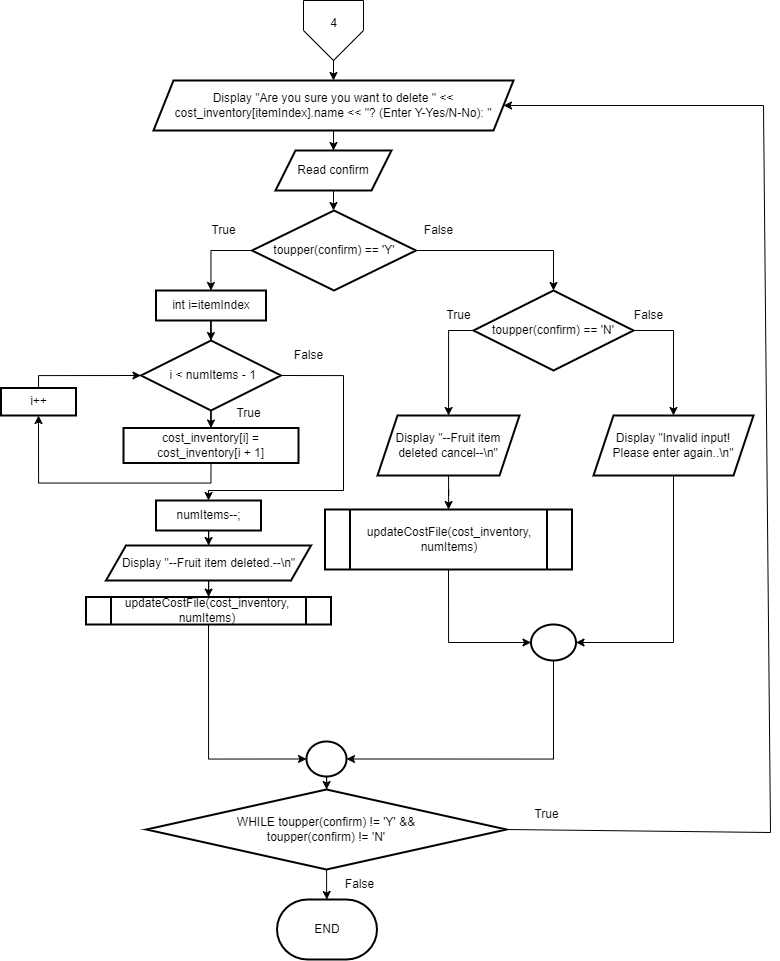 4
Display "Are you sure you want to delete " <<
cost_inventory[itemIndex].name << "? (Enter Y-Yes/N-No): "
Read confirm
True
False
toupper(confirm) == 'Y'
int i=itemIndex
True
False
toupper(confirm) == 'N'
False
i < numItems - 1
i++
True
cost_inventory[i] =
cost_inventory[i + 1]
Display "--Fruit item
deleted cancel--\n"
Display "Invalid input!
Please enter again..\n"
numItems--;
updateCostFile(cost_inventory,
numItems)
Display "--Fruit item deleted.--\n"
updateCostFile(cost_inventory,
numItems)
WHILE toupper(confirm) != 'Y' &&
toupper(confirm) != 'N'
True
False
END